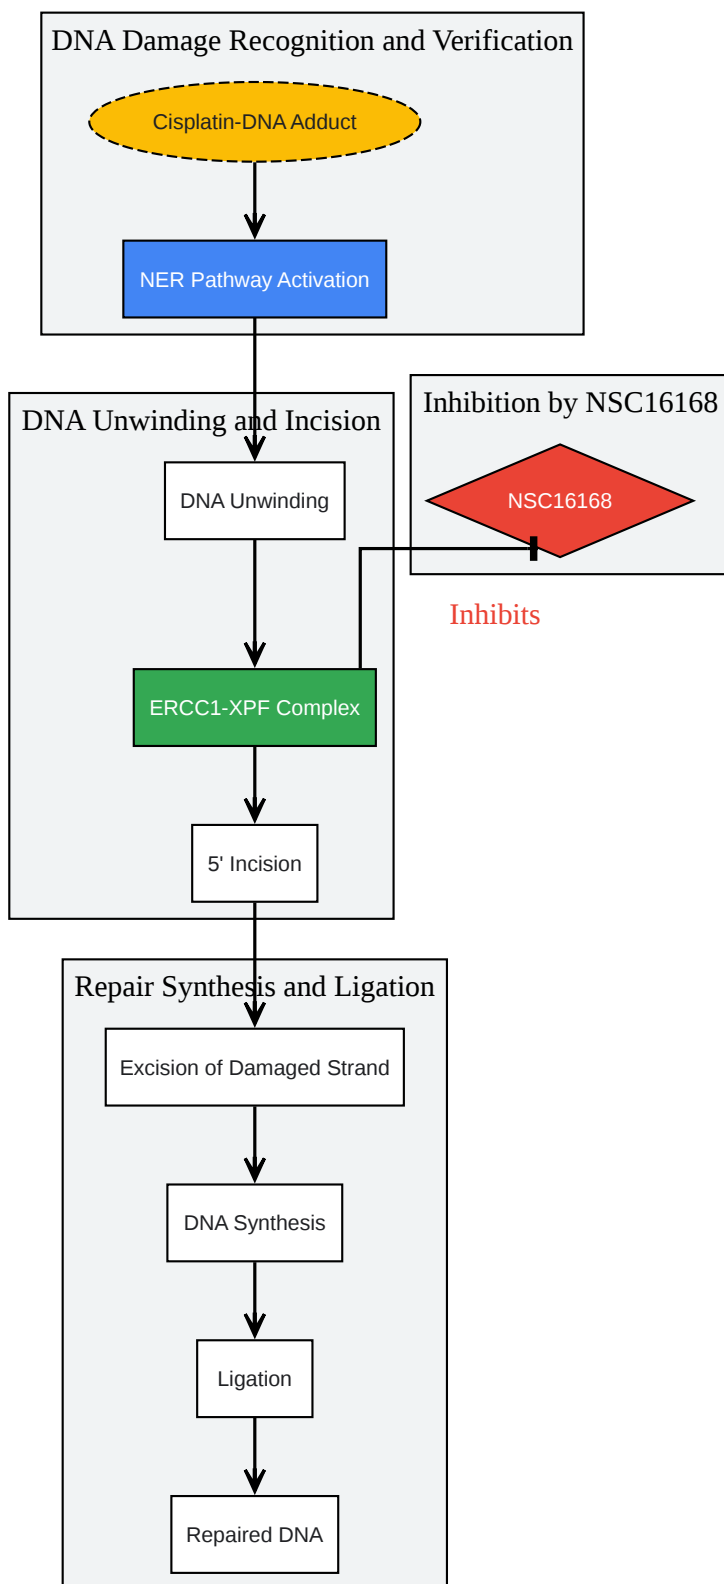 DNA Damage Recognition and Verification
Cisplatin-DNA Adduct
NER Pathway Activation
DNA Unwinding and Incision
Inhibition by NSC16168
DNA Unwinding
NSC16168
Inhibits
ERCC1-XPF Complex
5' Incision
Repair Synthesis and Ligation
Excision of Damaged Strand
DNA Synthesis
Ligation
Repaired DNA